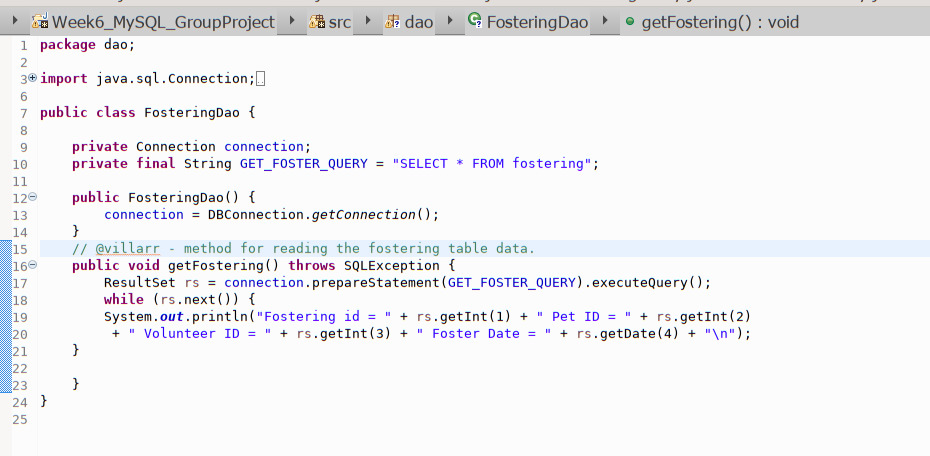 Week6_MySQL_GroupProject src dao FosteringDao getFostering() : void
1 package dao;
2
3 import java.sql.Connection;
6
7 public class FosteringDao {
8
9 private Connection connection;
10 private final String GET_FOSTER_QUERY = "SELECT * FROM fostering";
11
12 public FosteringDao() {
13 connection = DBConnection.getConnection();
14 }
15 // @villarr - method for reading the fostering table data.
16 public void getFostering() throws SQLException {
17 ResultSet rs = connection.prepareStatement(GET_FOSTER_QUERY).executeQuery();
18 while (rs.next()) {
19 System.out.println("Fostering id = " + rs.getInt(1) + " Pet ID = " + rs.getInt(2)
20 + " Volunteer ID = " + rs.getInt(3) + " Foster Date = " + rs.getDate(4) + "\n");
21 }
22
23 }
24 }
25